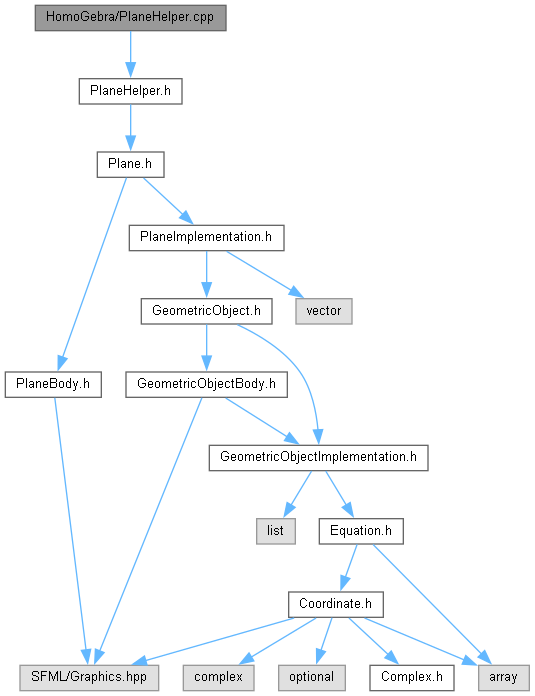 HomoGebra/PlaneHelper.cpp
PlaneHelper.h
Plane.h
PlaneImplementation.h
GeometricObject.h
vector
PlaneBody.h
GeometricObjectBody.h
GeometricObjectImplementation.h
list
Equation.h
Coordinate.h
SFML/Graphics.hpp
complex
optional
Complex.h
array